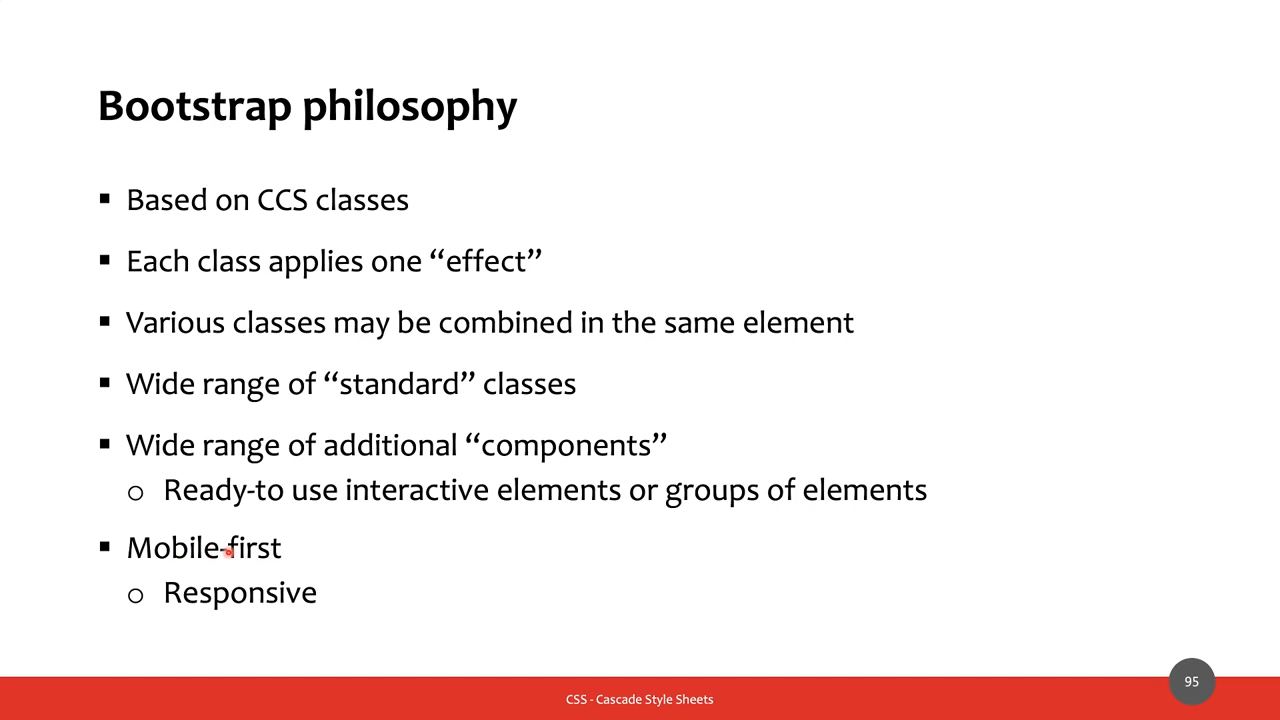 Bootstrap philosophy
▪ Based on CCS classes
▪ Each class applies one “effect”
▪ Various classes may be combined in the same element
▪ Wide range of “standard” classes
▪ Wide range of additional “components”
o Ready-to use interactive elements or groups of elements
▪ Mobile-first
o Responsive
95
CSS - Cascade Style Sheets